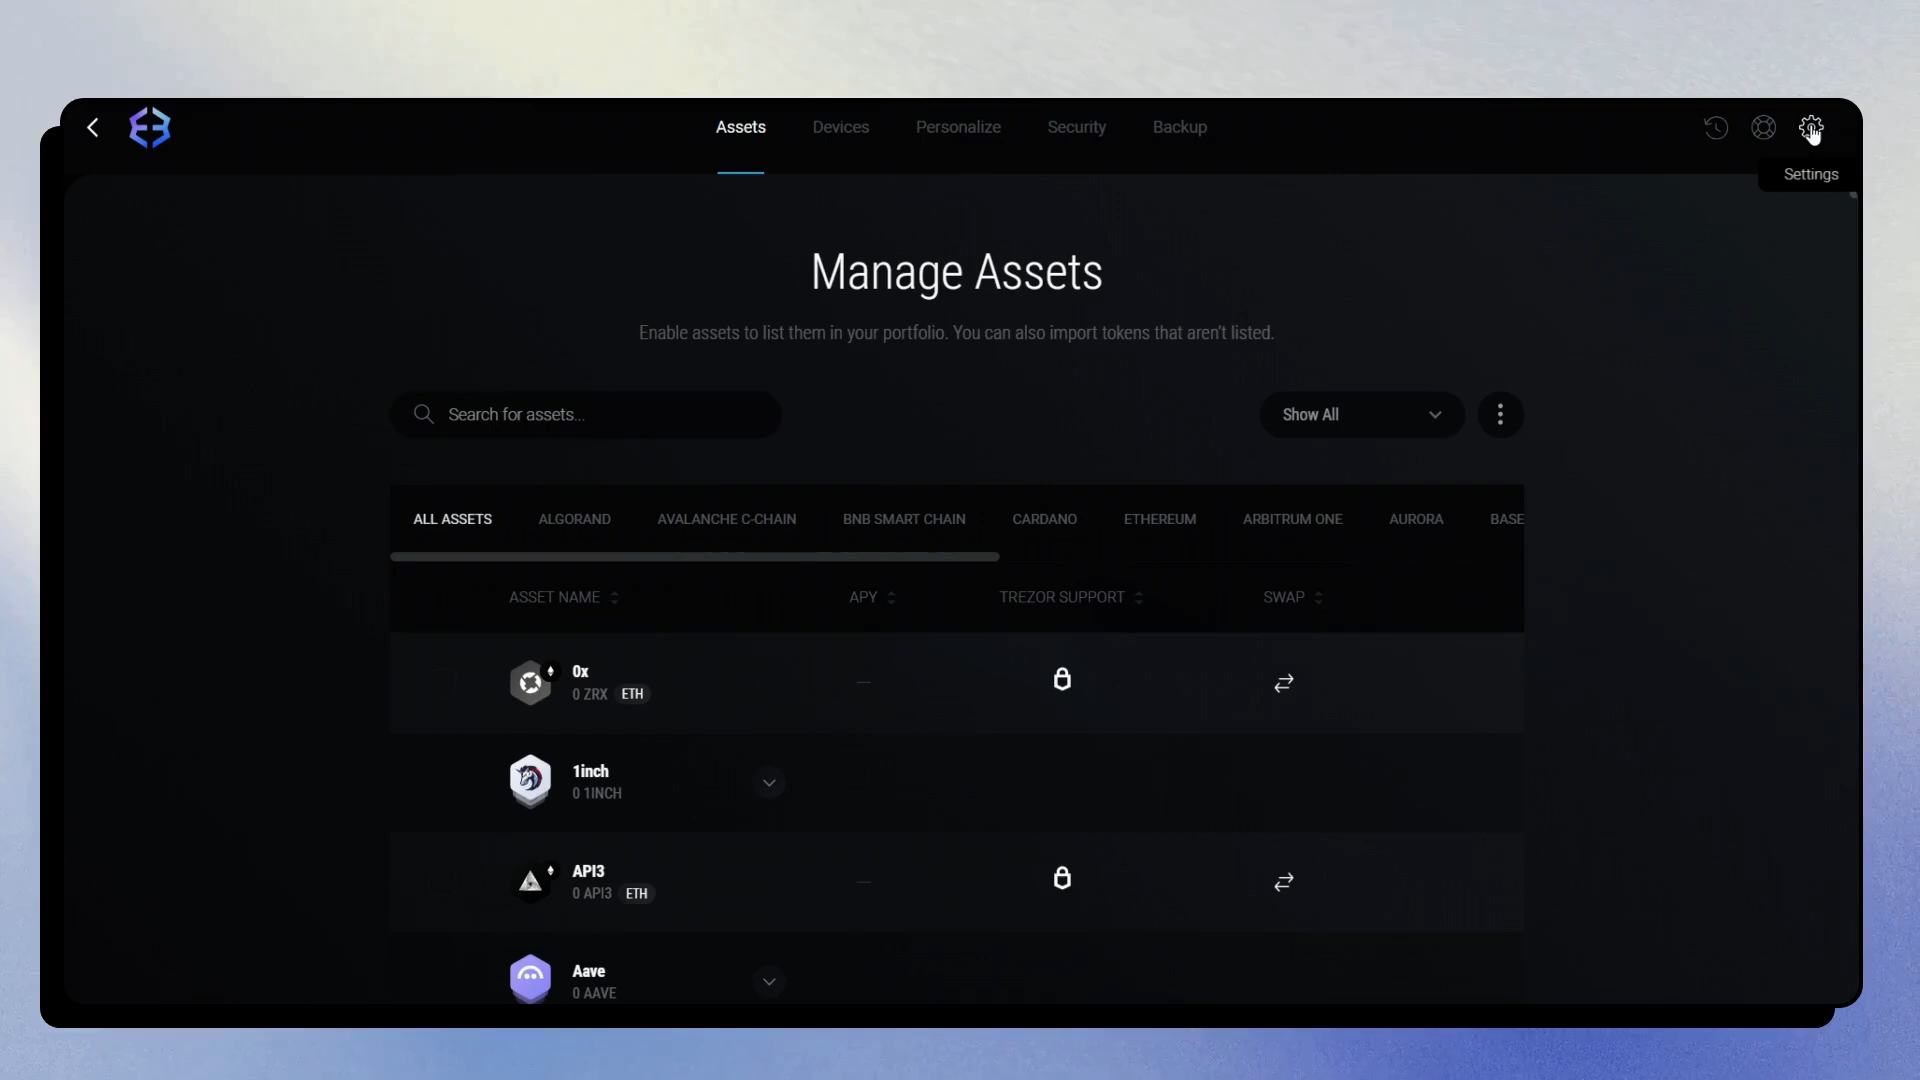 Assets Devices Personalize Security Backup
Settings
Manage Assets
Enable assets to list them in your portfolio. You can also import tokens that aren't listed.
Search for assets... Show All
ALL ASSETS ALGORAND AVALANCHE C-CHAIN BNB SMART CHAIN CARDANO ETHEREUM ARBITRUM ONE AURORA BASE
ASSET NAME APY TREZOR SUPPORT SWAP
0x
0 ZRX ETH
1inch
0 1INCH
API3
0 API3 ETH
Aave
0 AAVE